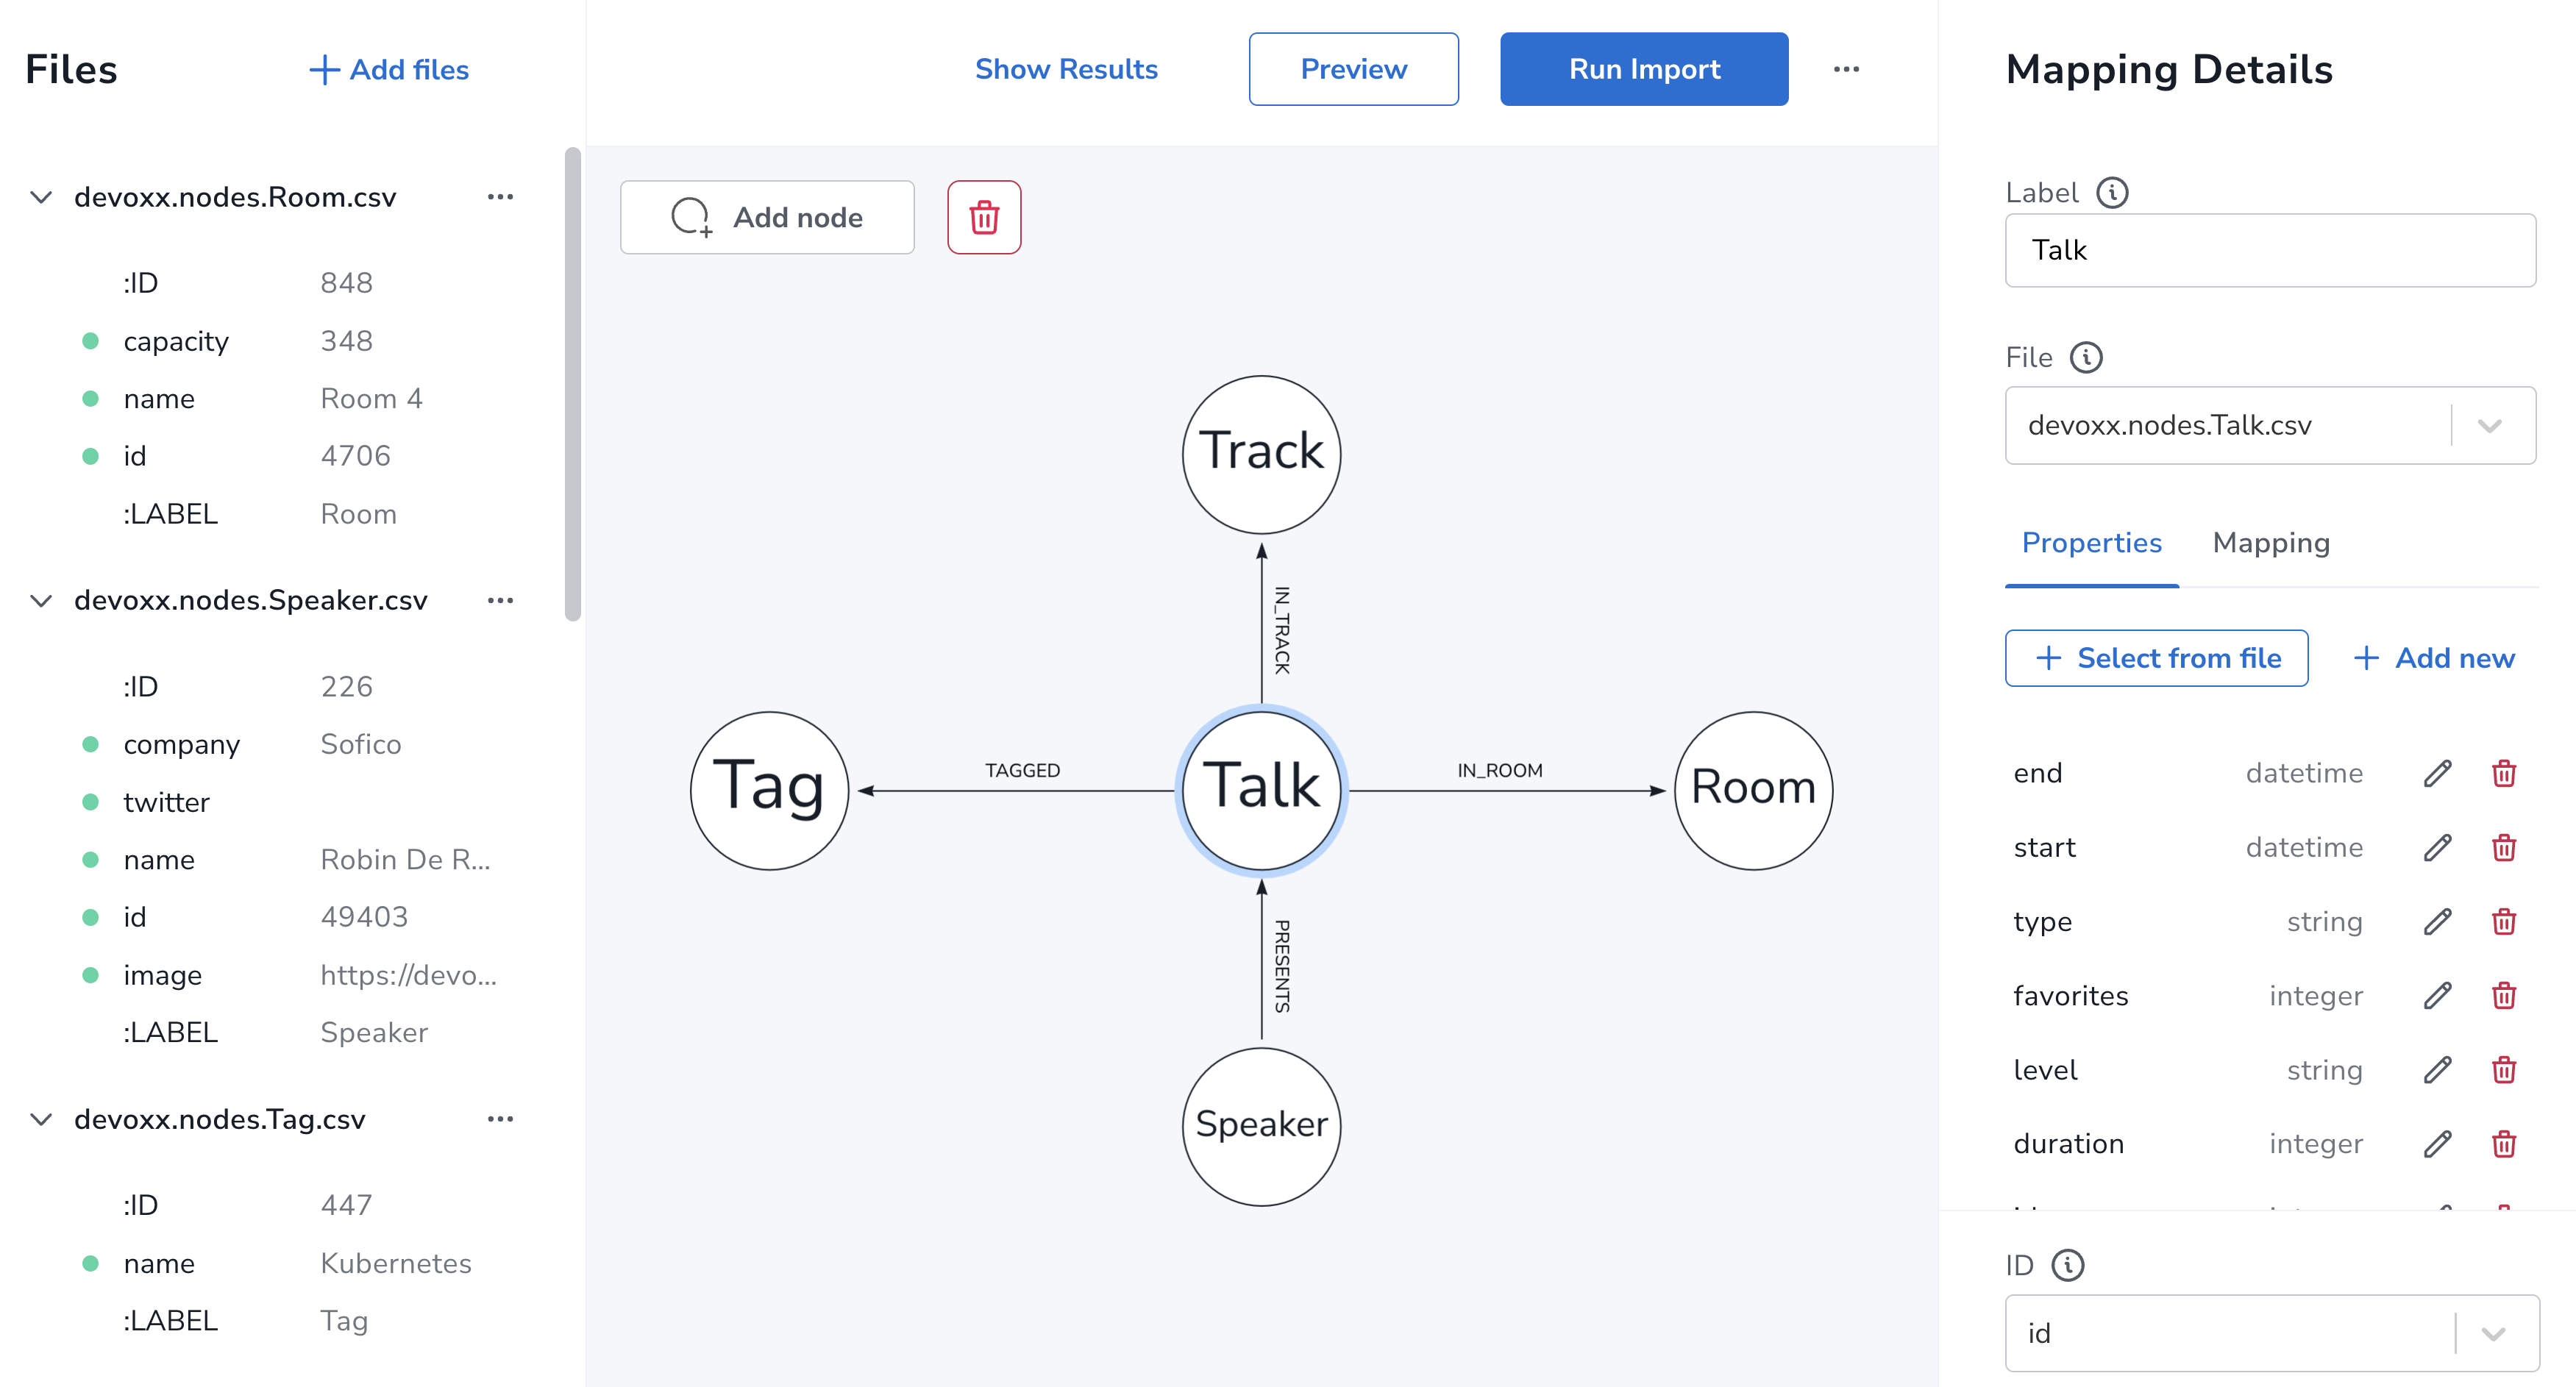 Files
Add files
devoxx.nodes.Room.csv
:ID 848
capacity 348
name Room 4
id 4706
:LABEL Room
devoxx.nodes.Speaker.csv
:ID 226
company Sofico
twitter
name Robin De R...
id 49403
image https://devo...
:LABEL Speaker
devoxx.nodes.Tag.csv
:ID 447
name Kubernetes
:LABEL Tag
Show Results
Preview
Run Import
Add node
Track
IN_TRACK
Tag
TAGGED
Talk
IN_ROOM
Room
PRESENTS
Speaker
Mapping Details
Label
Talk
File
devoxx.nodes.Talk.csv
Properties Mapping
Select from file
Add new
end datetime
start datetime
type string
favorites integer
level string
duration integer
ID
id